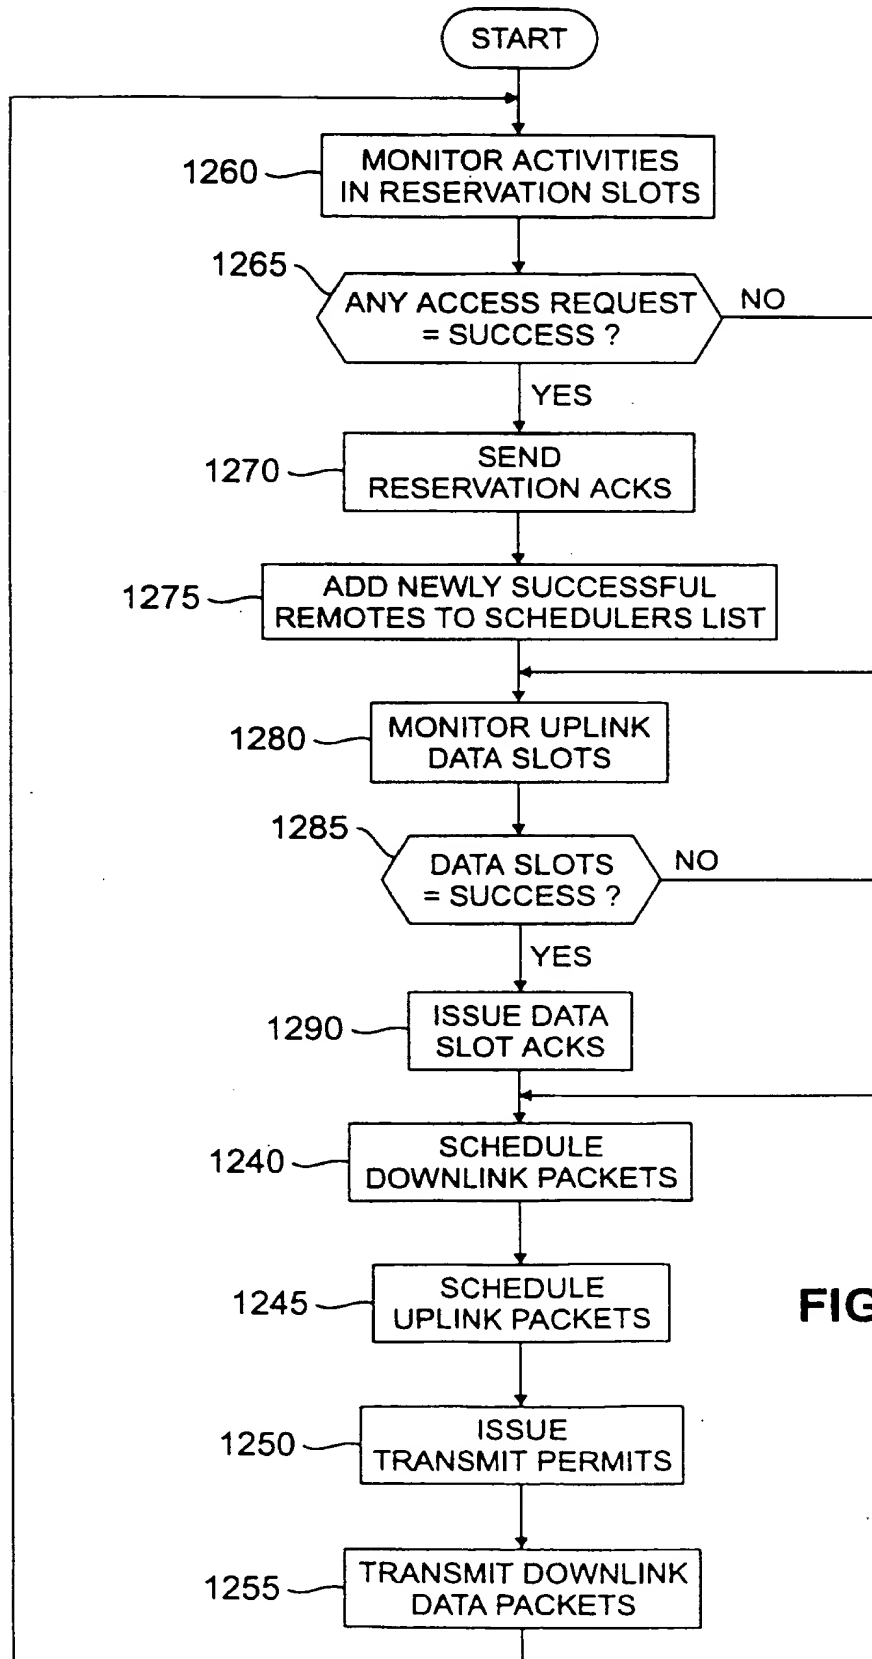 START
1260
MONITOR ACTIVITIES
IN RESERVATION SLOTS
1265
ANY ACCESS REQUEST
= SUCCESS ?
NO
YES
1270
SEND
RESERVATION ACKS
1275
ADD NEWLY SUCCESSFUL
REMOTES TO SCHEDULERS LIST
1280
MONITOR UPLINK
DATA SLOTS
1285
DATA SLOTS
= SUCCESS ?
NO
YES
1290
ISSUE DATA
SLOT ACKS
1240
SCHEDULE
DOWNLINK PACKETS
1245
SCHEDULE
UPLINK PACKETS
FIG
1250
ISSUE
TRANSMIT PERMITS
1255
TRANSMIT DOWNLINK
DATA PACKETS